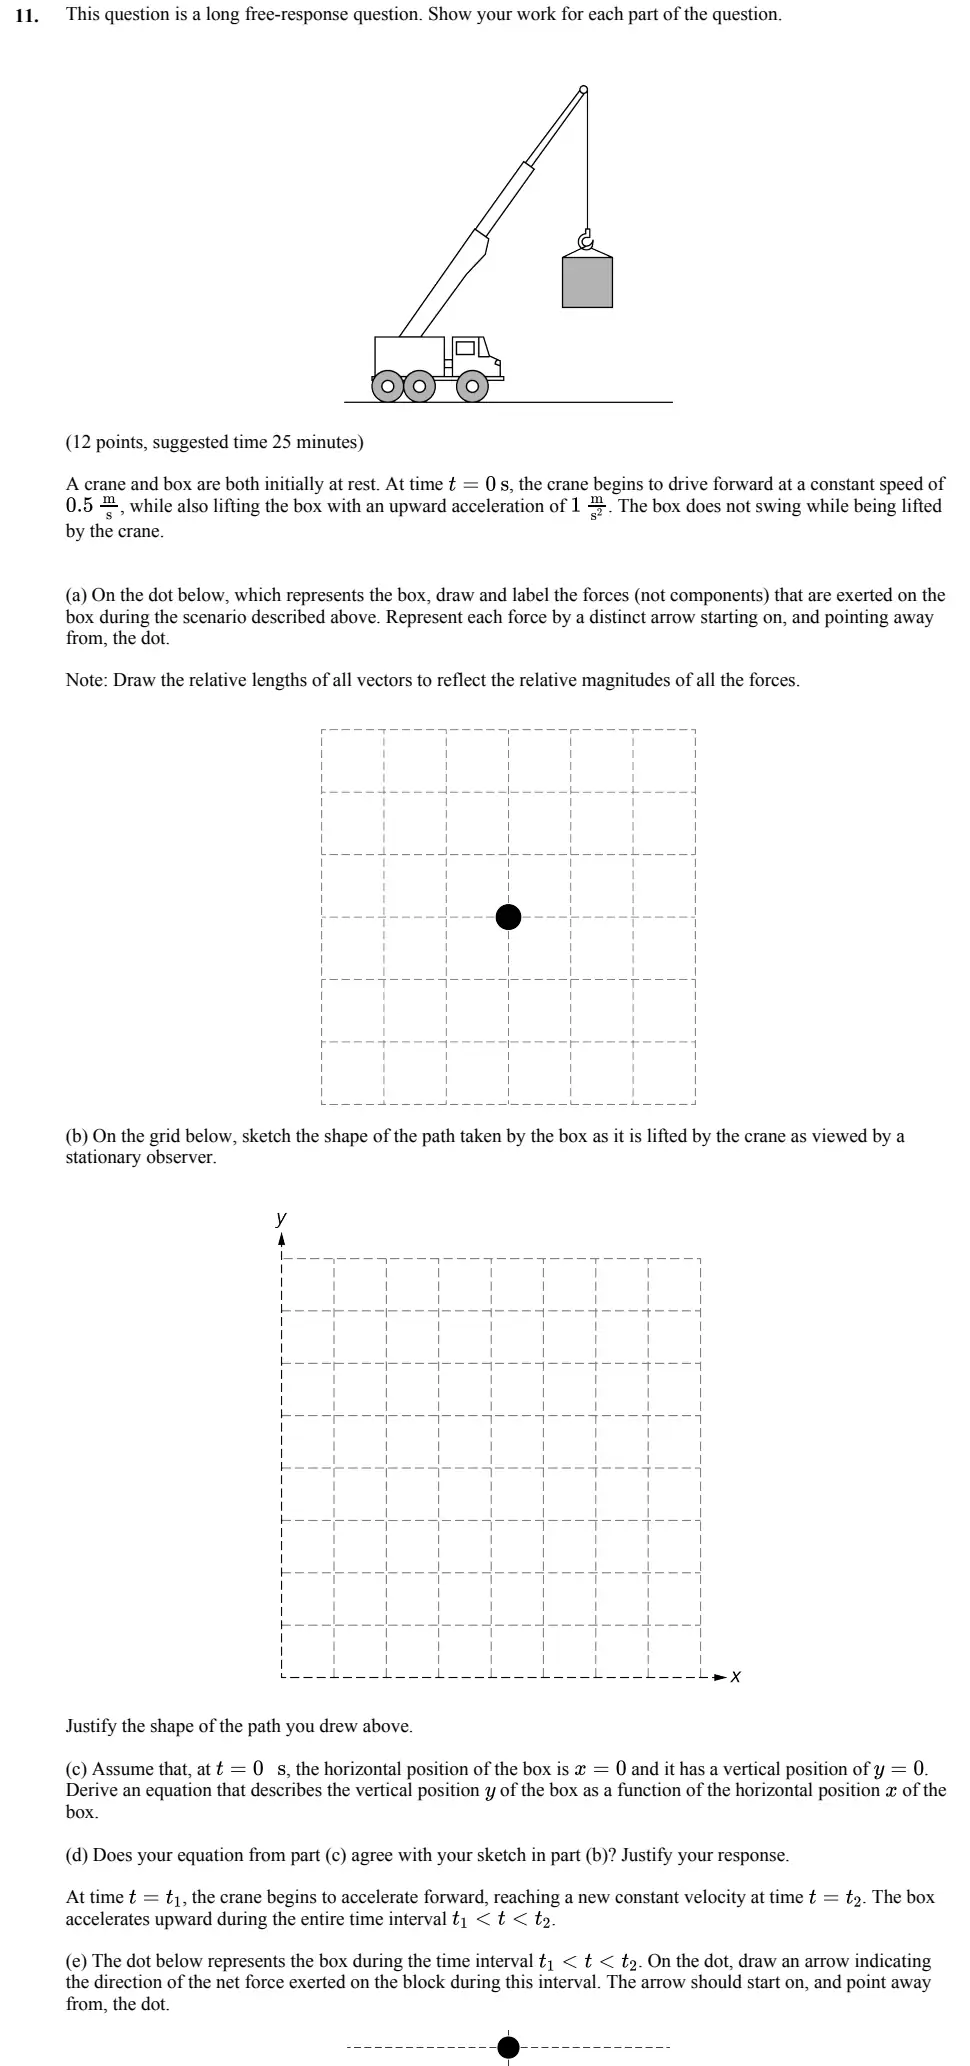 11. This question is a long free-response question. Show your work for each part of the question.
(12 points, suggested time 25 minutes)
A crane and box are both initially at rest. At time t = 0 s, the crane begins to drive forward at a constant speed of
0.5 m/s, while also lifting the box with an upward acceleration of 1 m/s². The box does not swing while being lifted
by the crane.
(a) On the dot below, which represents the box, draw and label the forces (not components) that are exerted on the
box during the scenario described above. Represent each force by a distinct arrow starting on, and pointing away
from, the dot.
Note: Draw the relative lengths of all vectors to reflect the relative magnitudes of all the forces.
(b) On the grid below, sketch the shape of the path taken by the box as it is lifted by the crane as viewed by a
stationary observer.
y
x
Justify the shape of the path you drew above.
(c) Assume that, at t = 0 s, the horizontal position of the box is x = 0 and it has a vertical position of y = 0.
Derive an equation that describes the vertical position y of the box as a function of the horizontal position x of the
box.
(d) Does your equation from part (c) agree with your sketch in part (b)? Justify your response.
At time t = t₁, the crane begins to accelerate forward, reaching a new constant velocity at time t = t₂. The box
accelerates upward during the entire time interval t₁ < t < t₂.
(e) The dot below represents the box during the time interval t₁ < t < t₂. On the dot, draw an arrow indicating
the direction of the net force exerted on the block during this interval. The arrow should start on, and point away
from, the dot.